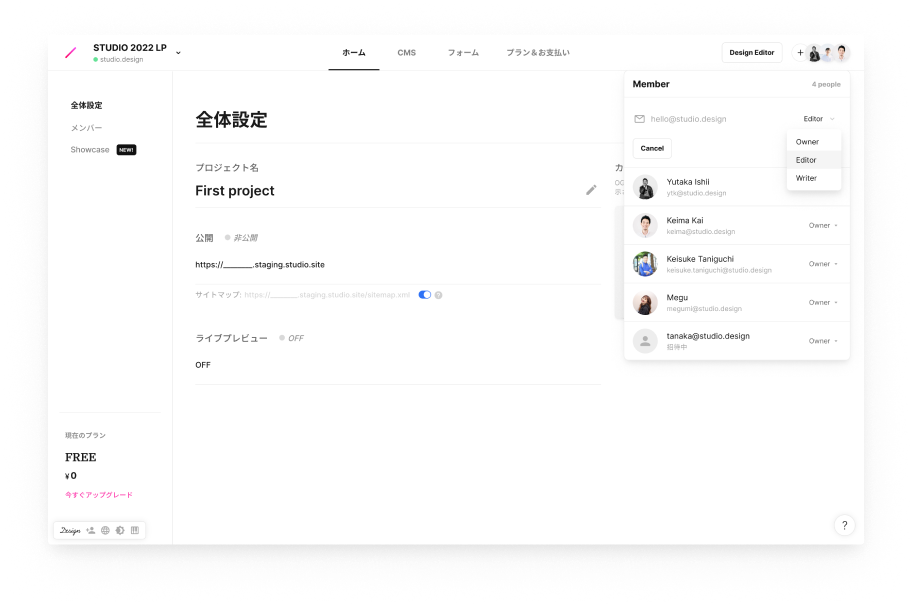 STUDIO 2022 LP
studio.design
ホーム
CMS
フォーム
プラン＆お支払い
Design Editor
+
全体設定
メンバー
Showcase NEW!
現在のプラン
FREE
¥0
今すぐアップグレード
Design
全体設定
プロジェクト名
First project
公開 非公開
https://________.staging.studio.site
サイトマップ: https://________.staging.studio.site/sitemap.xml ?
ライブプレビュー OFF
OFF
カ
Member 4 people
hello@studio.design Editor
Cancel
Owner
Editor
Writer
Yutaka Ishii
ytk@studio.design
Keima Kai
keima@studio.design
Owner
Keisuke Taniguchi
keisuke.taniguchi@studio.design
Owner
Megu
megumi@studio.design
Owner
tanaka@studio.design
招待中
Owner
?